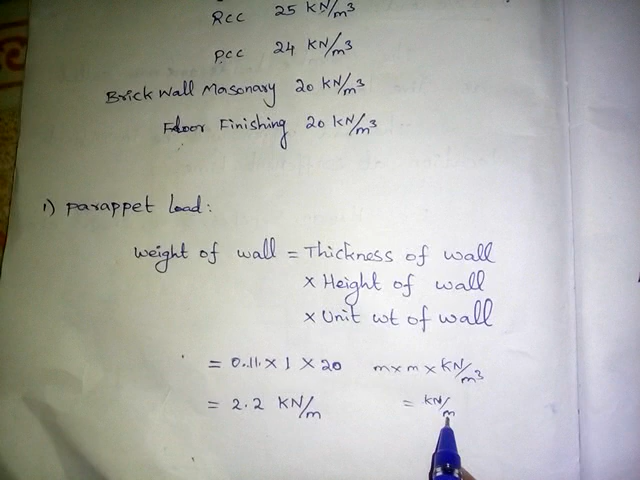 RCC 25 KN/m³
PCC 24 KN/m³
Brick Wall Masonary 20 KN/m³
Floor Finishing 20 KN/m³
1) parappet Load:
weight of wall = Thickness of wall
x Height of wall
x Unit wt of wall
= 0.11 x 1 x 20 m x m x KN/m³
= 2.2 KN/m = KN/m